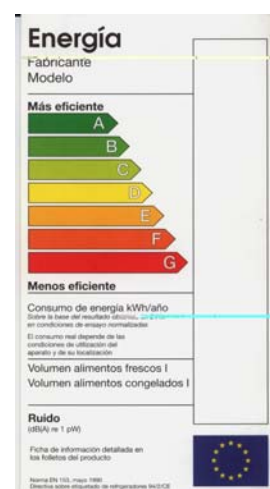 Energía
Fabricante
Modelo
Más eficiente
A
B
C
D
E
F
G
Menos eficiente
Consumo de energía kWh/año
Sobre la base del resultado obtenido
en condiciones de ensayo normalizadas
El consumo real depende de las
condiciones de utilización del
aparato y de su localización
Volumen alimentos frescos l
Volumen alimentos congelados l
Ruido
(dB(A) re 1 pW)
Ficha de información detallada en
los folletos del producto
Norma EN 153, mayo 1990
Directiva sobre etiquetado de refrigeradores 94/2/CE